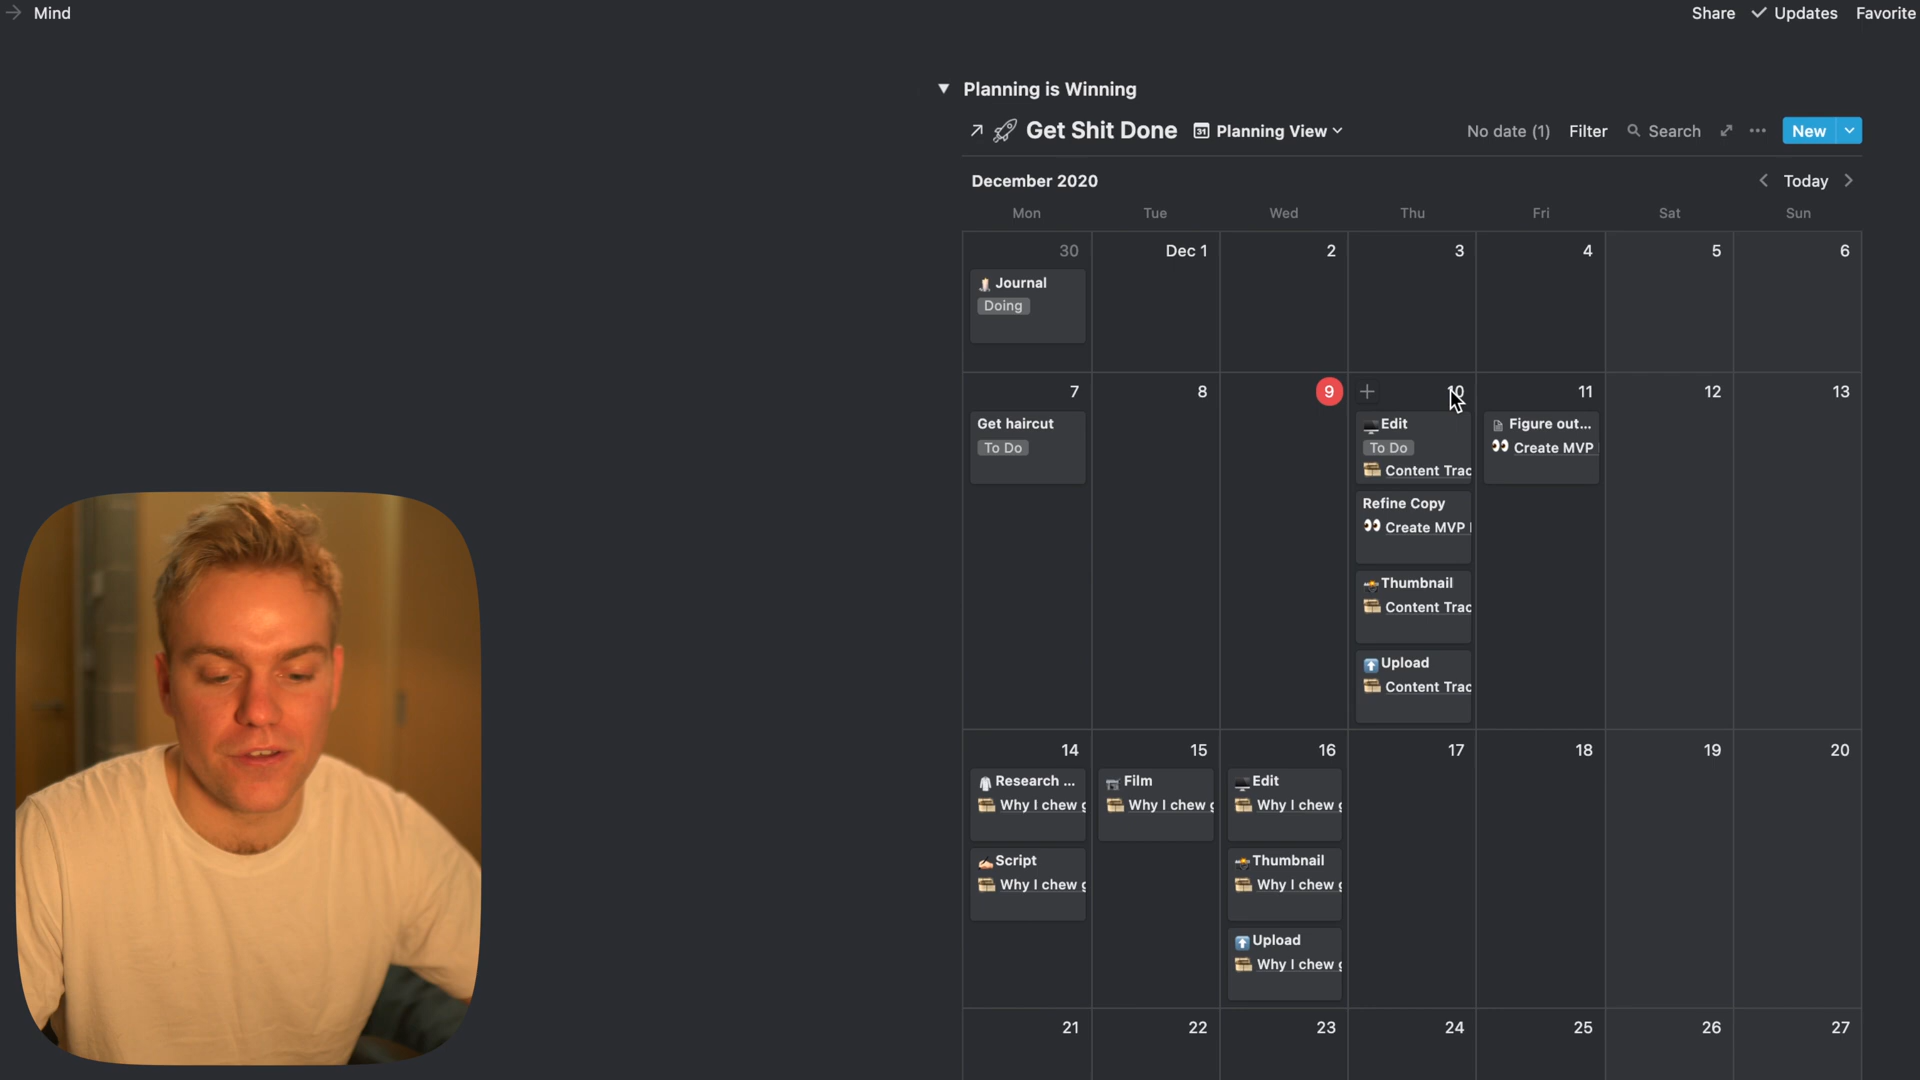 Mind
Share
Updates
Favorite
Planning is Winning
Get Shit Done
Planning View
No date (1)
Filter
Search
New
December 2020
Today
Mon
Tue
Wed
Thu
Fri
Sat
Sun
30
Dec 1
2
3
4
5
6
Journal
Doing
7
8
9
10
11
12
13
Get haircut
To Do
Edit
To Do
Content Trac
Refine Copy
Create MVP
Thumbnail
Content Trac
Upload
Content Trac
Figure out...
Create MVP
14
15
16
17
18
19
20
Research ...
Why I chew g
Script
Why I chew g
Film
Why I chew g
Edit
Why I chew g
Thumbnail
Why I chew g
Upload
Why I chew g
21
22
23
24
25
26
27